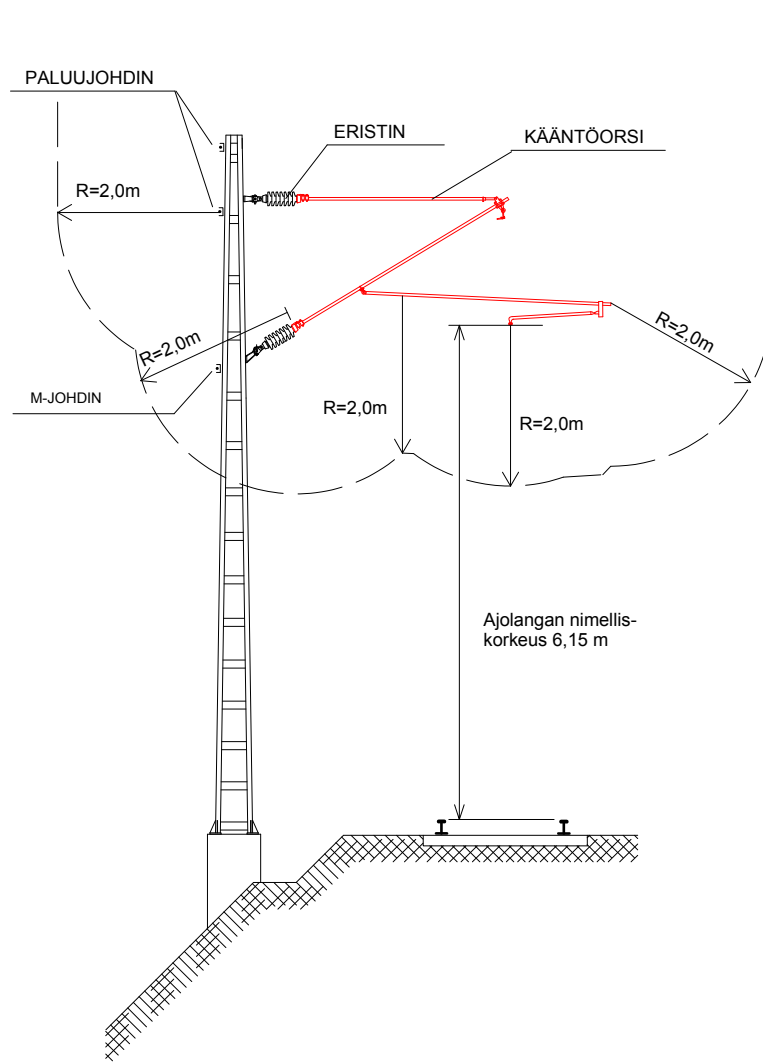 PALUUJOHDIN
ERISTIN
KÄÄNTÖORSI
R=2,0m
R=2,0m
R=2,0m
M-JOHDIN
R=2,0m
R=2,0m
Ajolangan nimellis-
korkeus 6,15 m